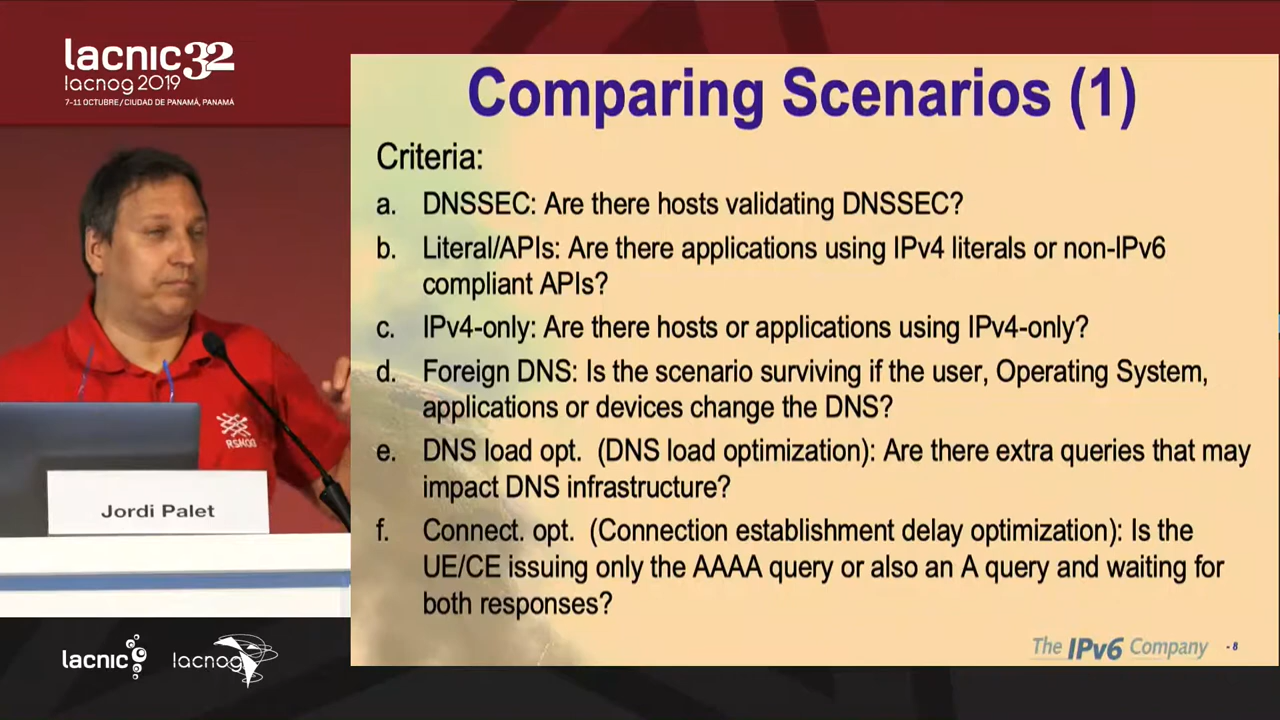 lacnic32
lacnog 2019
7-11 OCTUBRE / CIUDAD DE PANAMÁ, PANAMÁ
Comparing Scenarios (1)
Criteria:
a. DNSSEC: Are there hosts validating DNSSEC?
b. Literal/APIs: Are there applications using IPv4 literals or non-IPv6
compliant APIs?
c. IPv4-only: Are there hosts or applications using IPv4-only?
d. Foreign DNS: Is the scenario surviving if the user, Operating System,
applications or devices change the DNS?
e. DNS load opt. (DNS load optimization): Are there extra queries that may
impact DNS infrastructure?
f. Connect. opt. (Connection establishment delay optimization): Is the
UE/CE issuing only the AAAA query or also an A query and waiting for
both responses?
The IPv6 Company
- 8
RSNOG
Jordi Palet
lacnic
lacnog